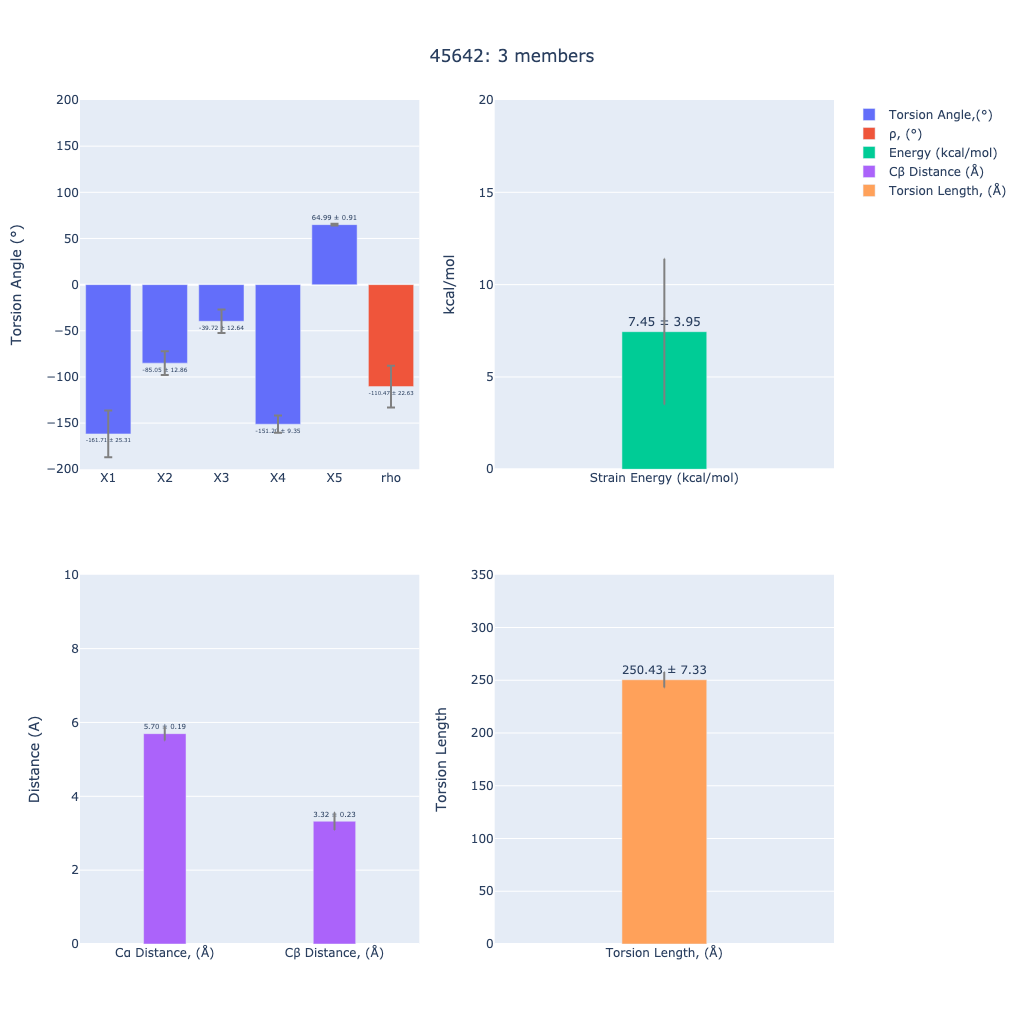 45642: 3 members
Torsion Angle (°)
200
150
100
50
0
−50
−100
−150
−200
64.99 ± 0.91
-39.72 ± 12.64
-85.05 ± 12.86
-110.47 ± 22.63
-161.71 ± 25.31
X1 X2 X3 X4 X5 rho
kcal/mol
20
15
10
5
0
7.45 ± 3.95
Strain Energy (kcal/mol)
Torsion Angle,(°)
ρ, (°)
Energy (kcal/mol)
Cβ Distance (Å)
Torsion Length, (Å)
Distance (A)
10
8
6
4
2
0
5.70 ± 0.19
3.32 ± 0.23
Cα Distance, (Å) Cβ Distance, (Å)
Torsion Length
350
300
250
200
150
100
50
0
250.43 ± 7.33
Torsion Length, (Å)